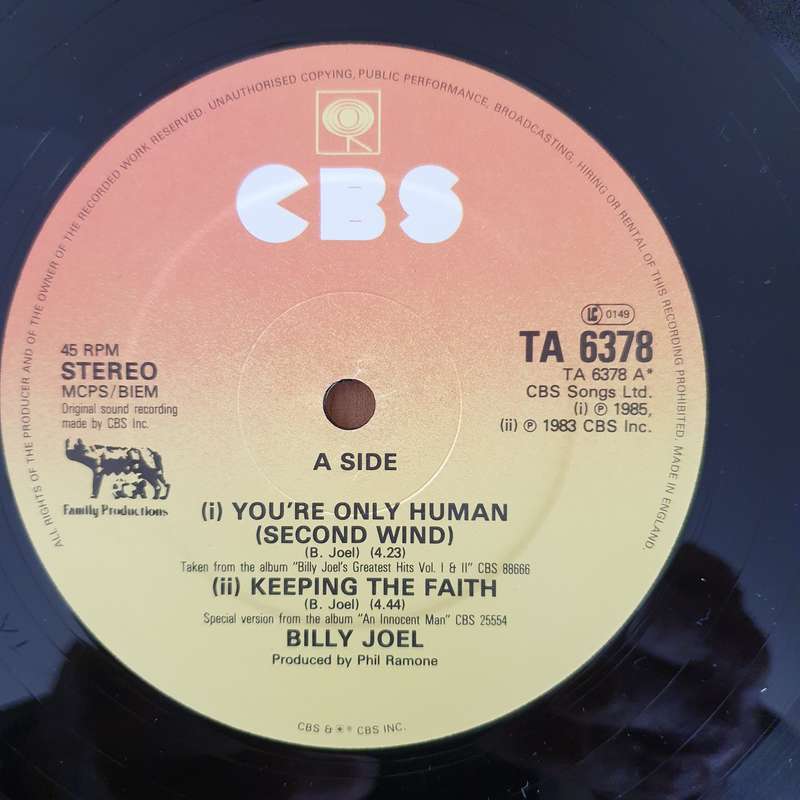 ALL RIGHTS OF THE PRODUCER AND OF THE OWNER OF THE RECORDED WORK RESERVED. UNAUTHORISED COPYING, PUBLIC PERFORMANCE, BROADCASTING, HIRING OR RENTAL OF THIS RECORDING PROHIBITED. MADE IN ENGLAND.
CBS
45 RPM
STEREO
MCPS/BIEM
Original sound recording
made by CBS Inc.
Family Productions
LC 0149
TA 6378
TA 6378 A*
CBS Songs Ltd.
(i) ℗ 1985,
(ii) ℗ 1983 CBS Inc.
A SIDE
(i) YOU'RE ONLY HUMAN
(SECOND WIND)
(B. Joel) (4.23)
Taken from the album "Billy Joel's Greatest Hits Vol. I & II" CBS 88666
(ii) KEEPING THE FAITH
(B. Joel) (4.44)
Special version from the album "An Innocent Man" CBS 25554
BILLY JOEL
Produced by Phil Ramone
CBS & ® CBS INC.